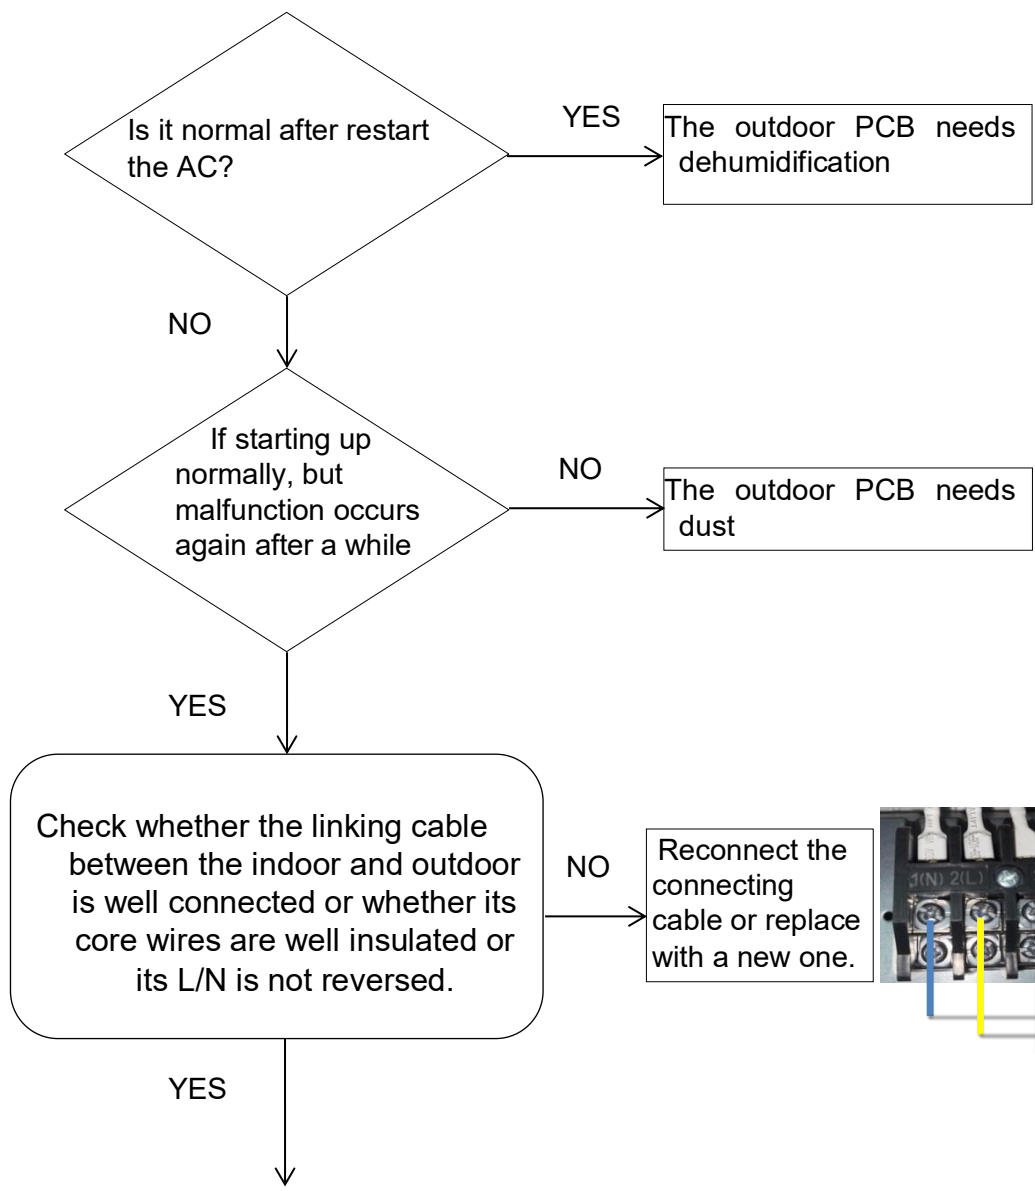 Is it normal after restart
the AC?
YES
The outdoor PCB needs
dehumidification
NO
If starting up
normally, but
malfunction occurs
again after a while
NO
The outdoor PCB needs
dust
YES
Check whether the linking cable
between the indoor and outdoor
is well connected or whether its
core wires are well insulated or
its L/N is not reversed.
NO
Reconnect the
connecting
cable or replace
with a new one.
1(N) 2(L)
YES